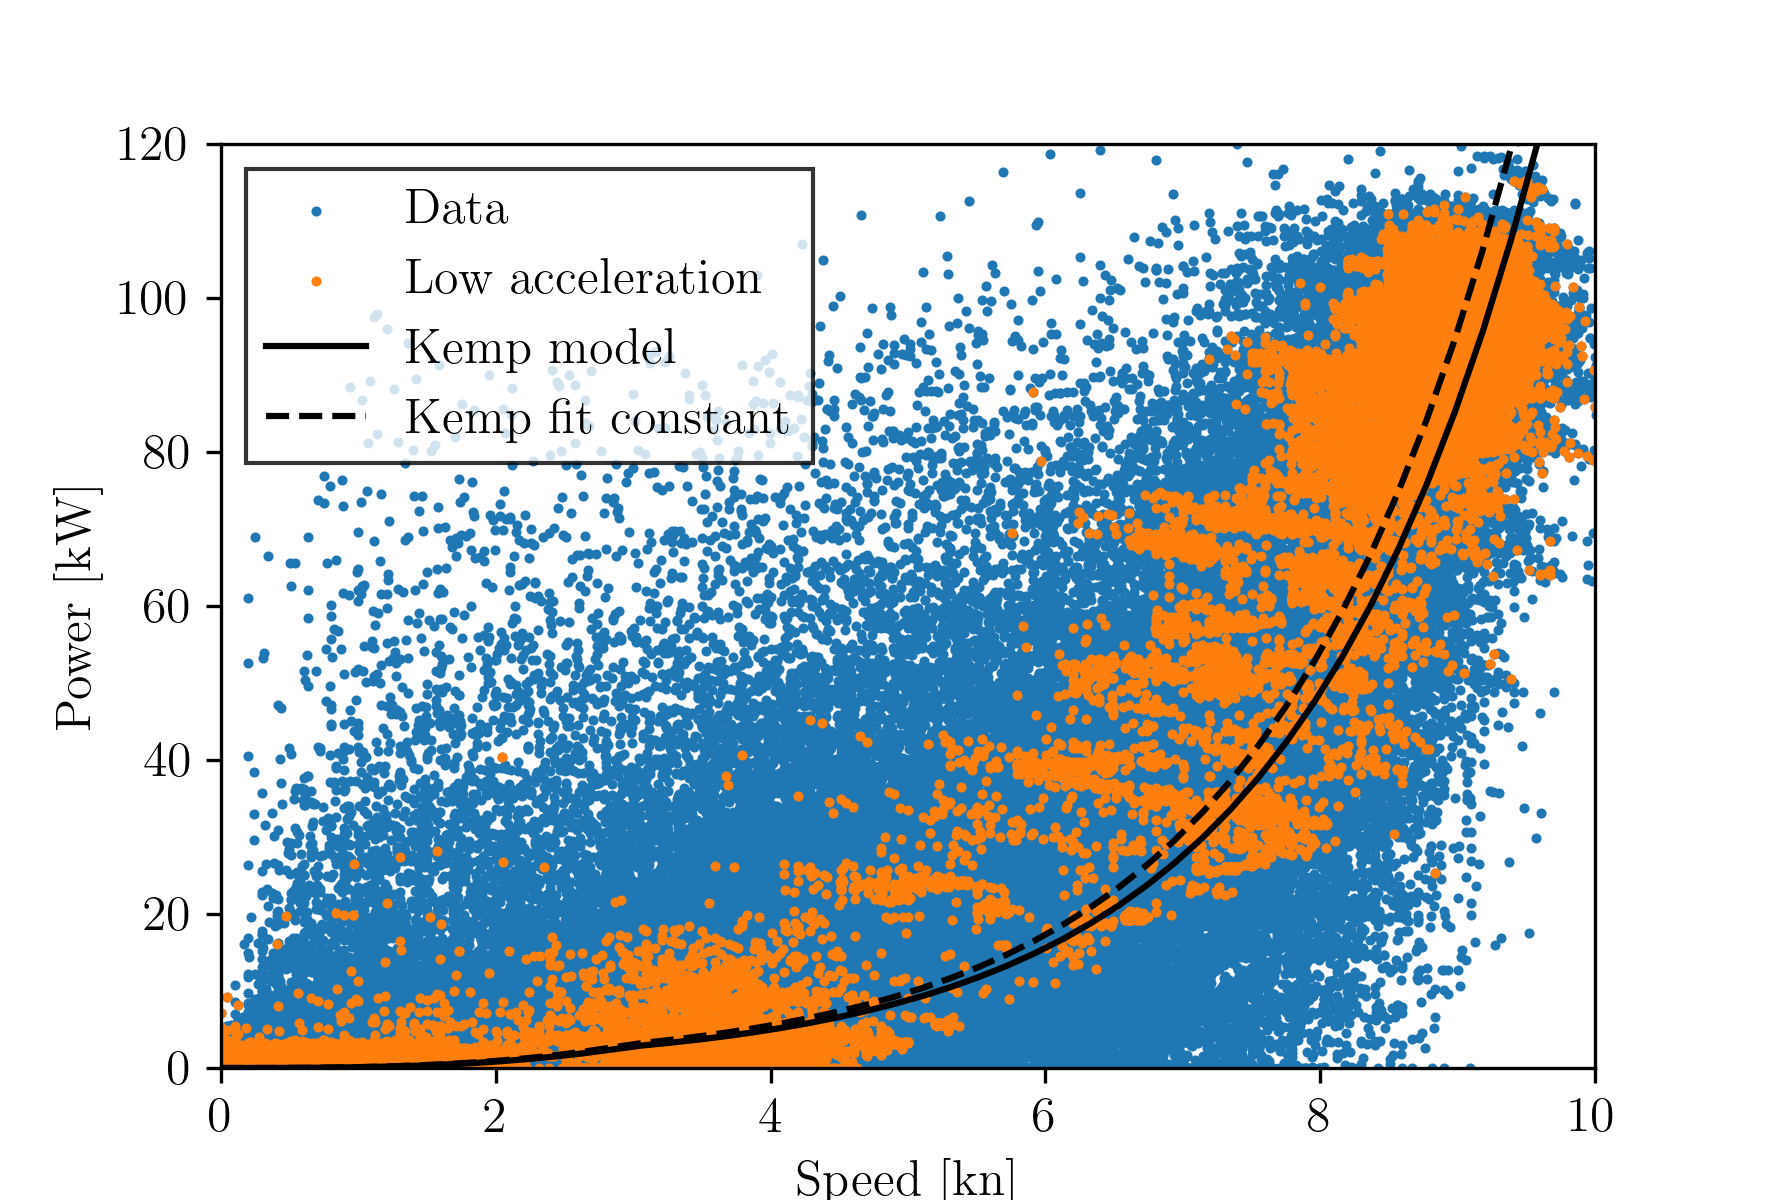 120
100
80
60
40
20
0
Power [kW]
Data
Low acceleration
Kemp model
Kemp fit constant
0 2 4 6 8 10
Speed [kn]